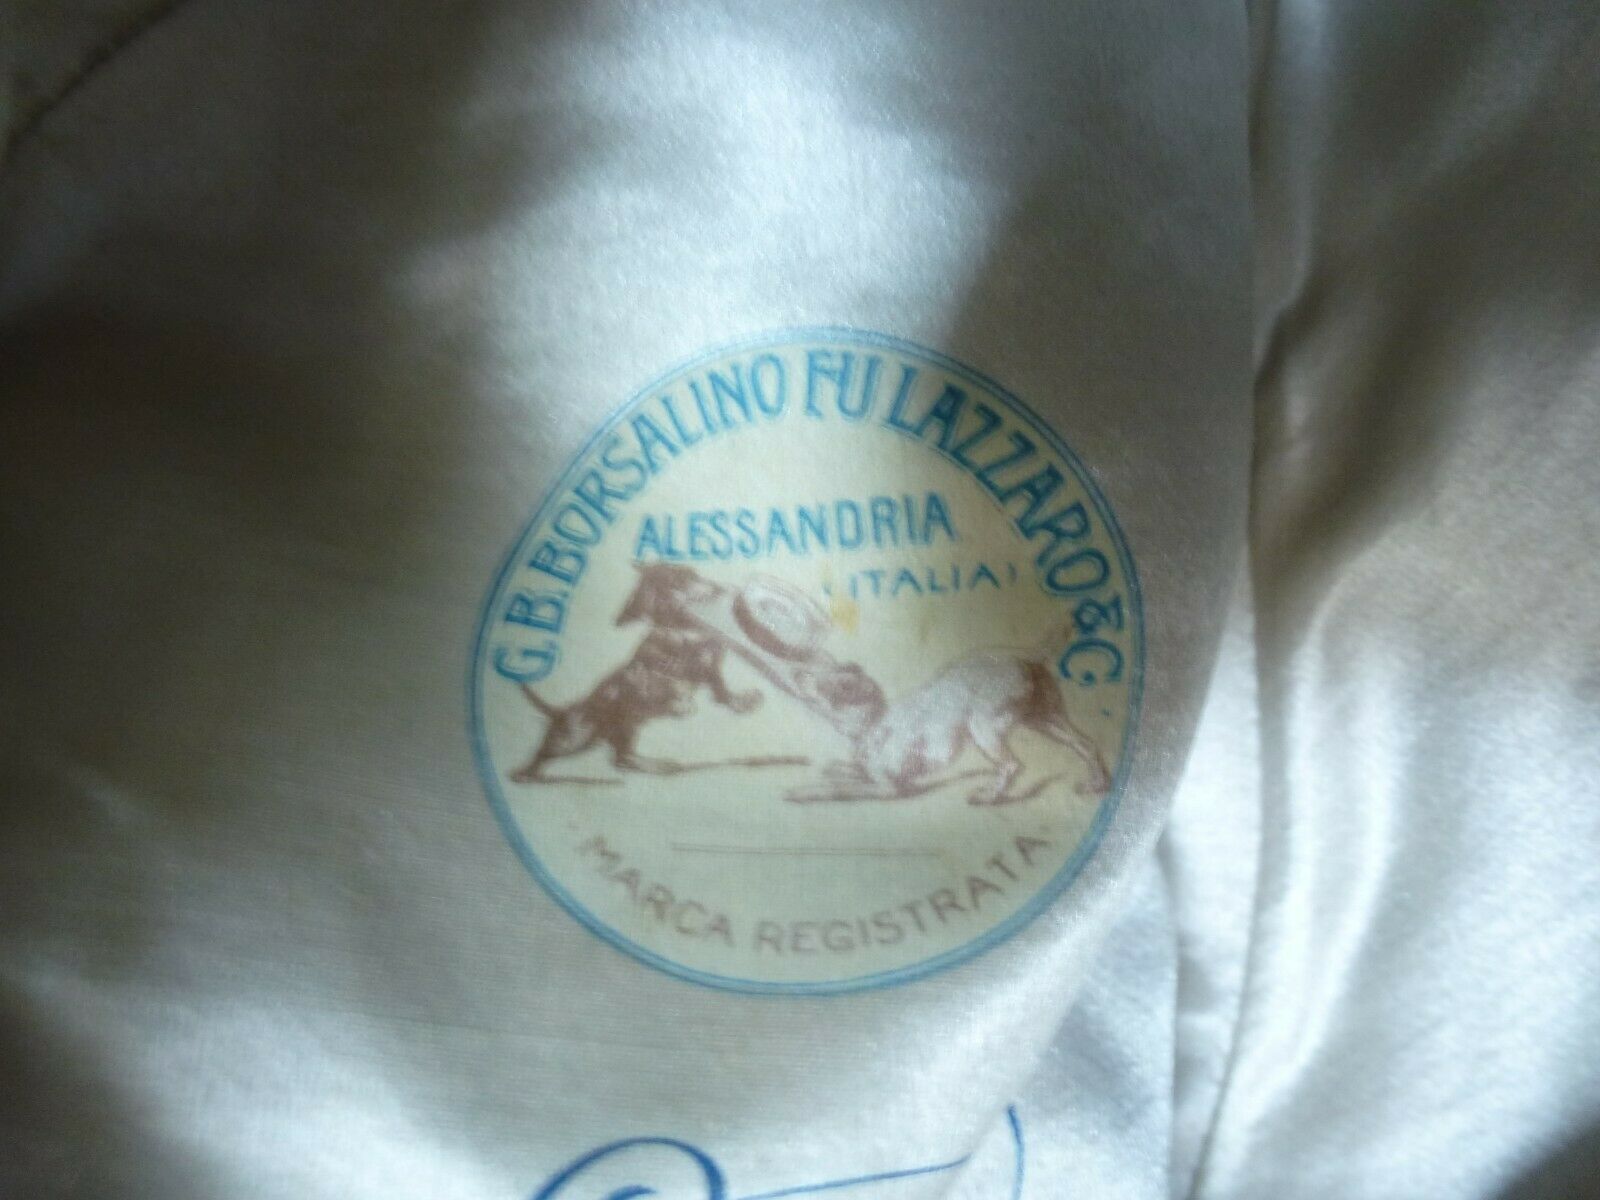 G.B.BORSALINO FU LAZZARO & C.
ALESSANDRIA
(ITALIA)
MARCA REGISTRATA